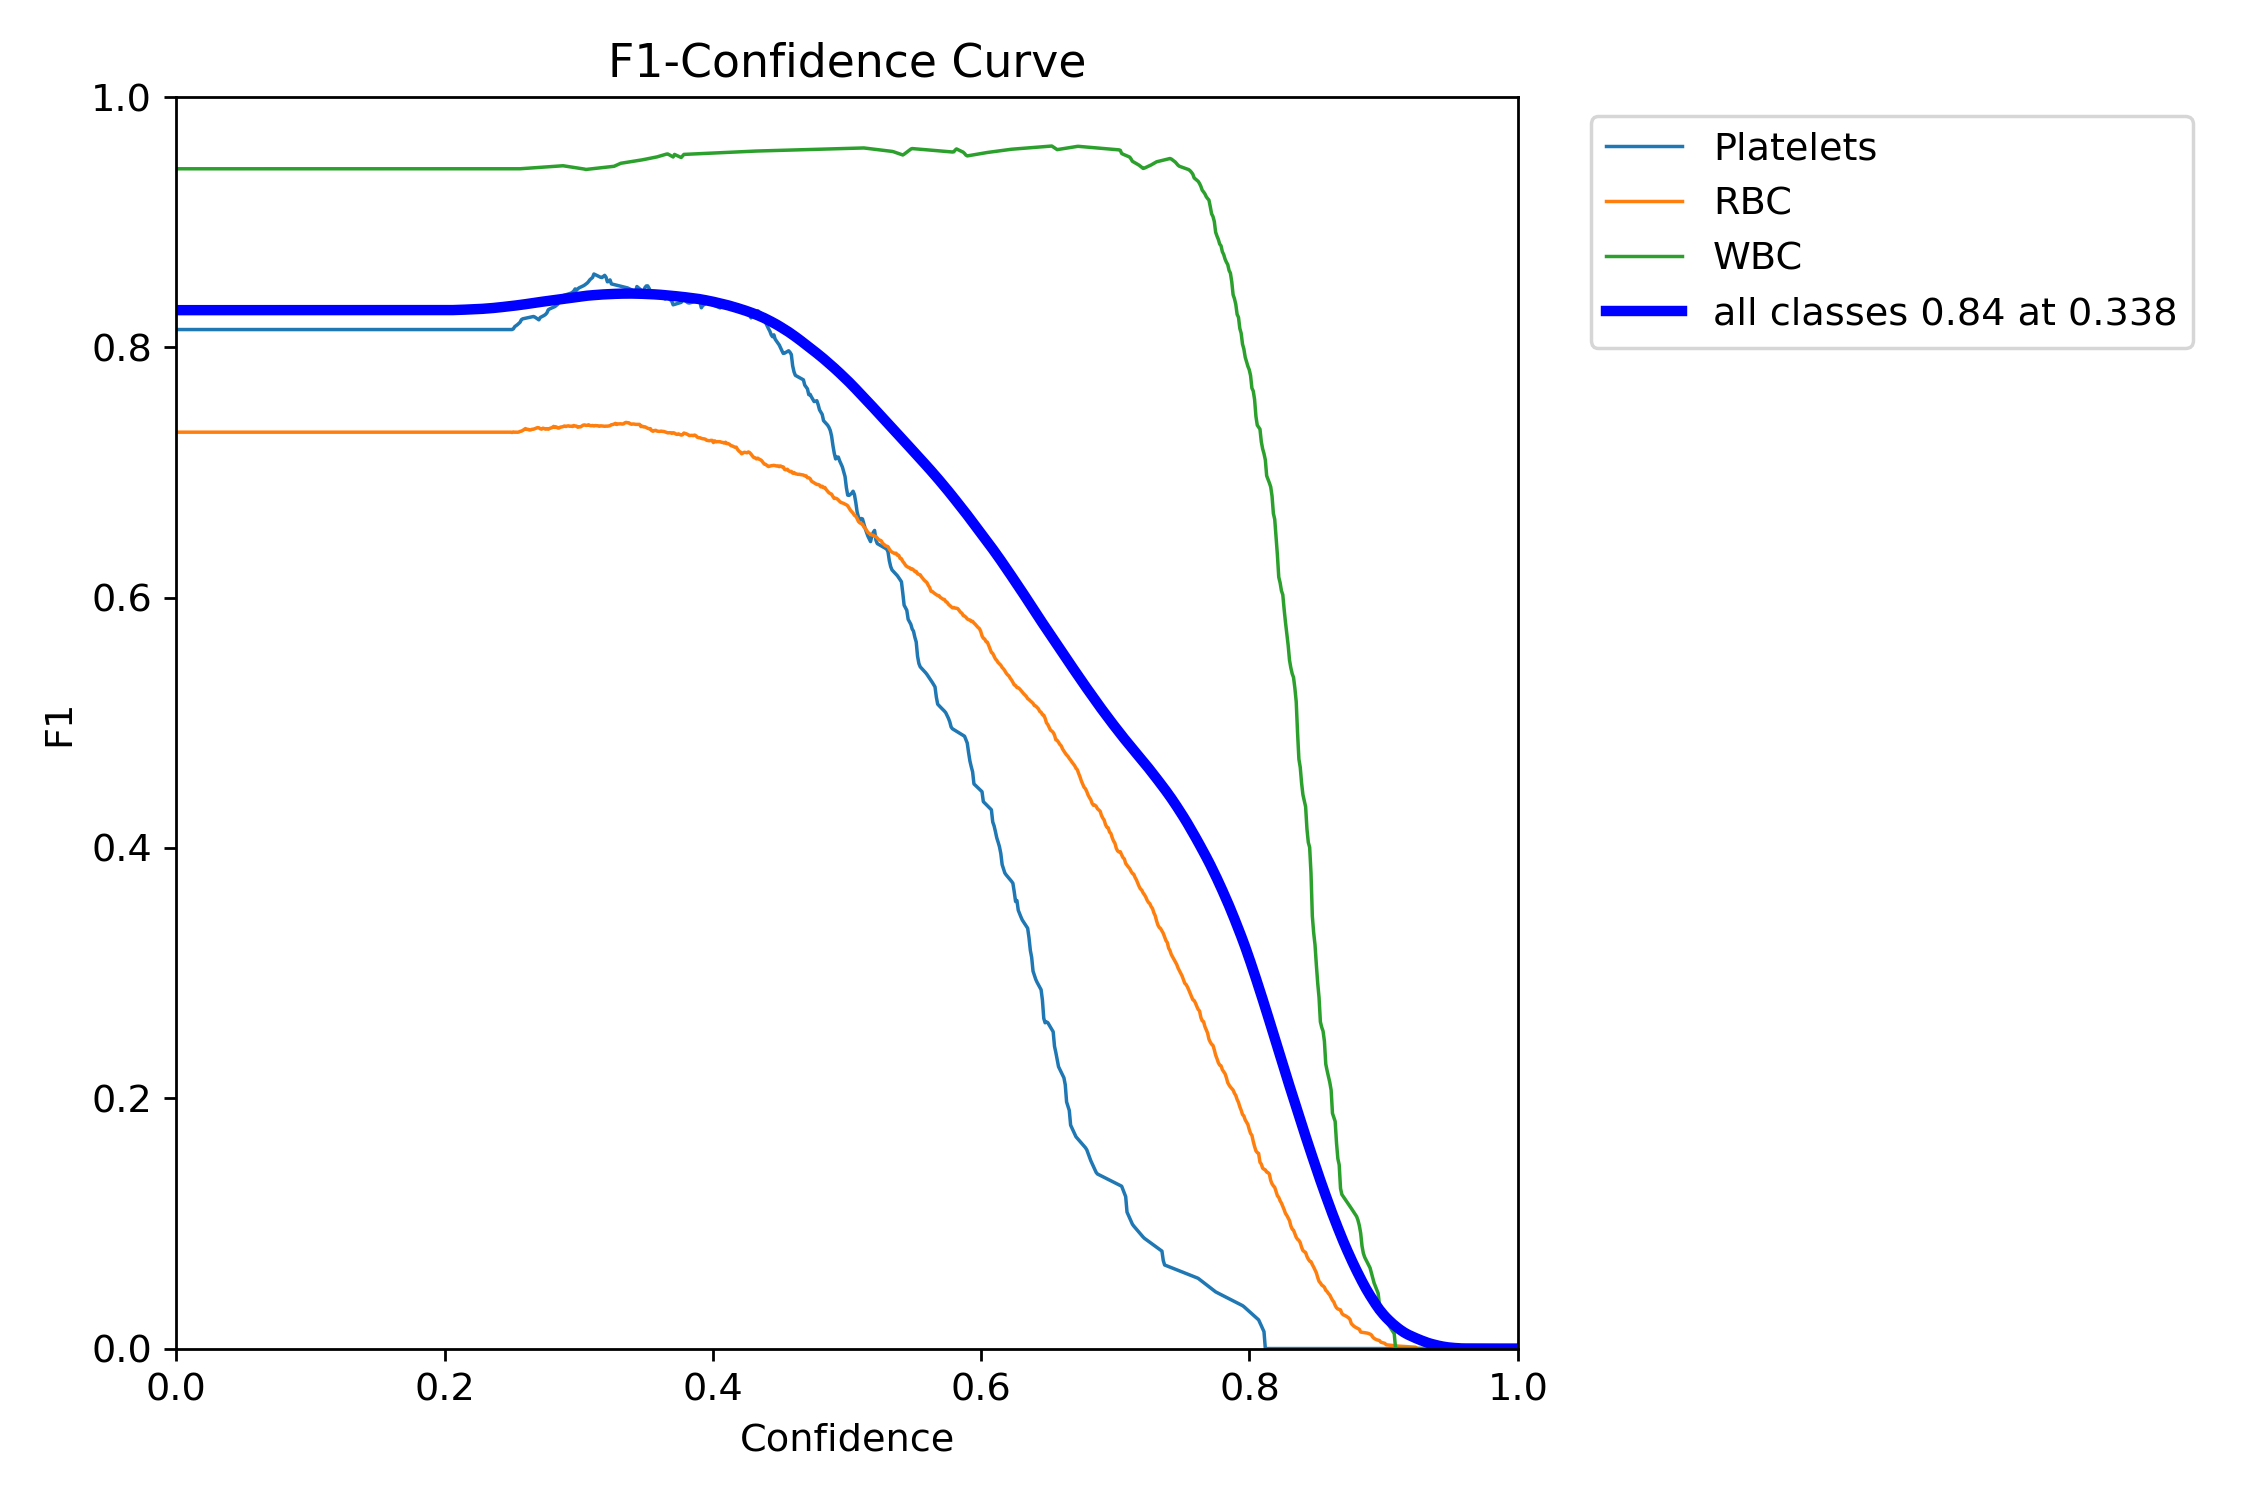 F1-Confidence Curve
1.0
0.8
0.6
0.4
0.2
0.0
F1
0.0 0.2 0.4 0.6 0.8 1.0
Confidence
Platelets
RBC
WBC
all classes 0.84 at 0.338